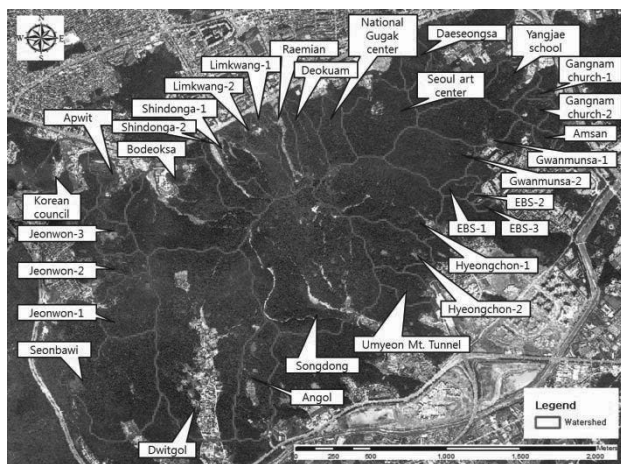 N
W
E
S
National
Gugak
center
Daeseongsa
Yangjae
school
Raemian
Limkwang-1
Deokuam
Limkwang-2
Seoul art
center
Gangnam
church-1
Shindonga-1
Gangnam
church-2
Apwit
Shindonga-2
Amsan
Bodeoksa
Gwanmunsa-1
Gwanmunsa-2
Korean
council
EBS-2
EBS-1
EBS-3
Jeonwon-3
Jeonwon-2
Hyeongchon-1
Hyeongchon-2
Jeonwon-1
Umyeon Mt. Tunnel
Seonbawi
Songdong
Angol
Dwitgol
Legend
Watershed
Meters
0 250 500 1,000 1,500 2,000